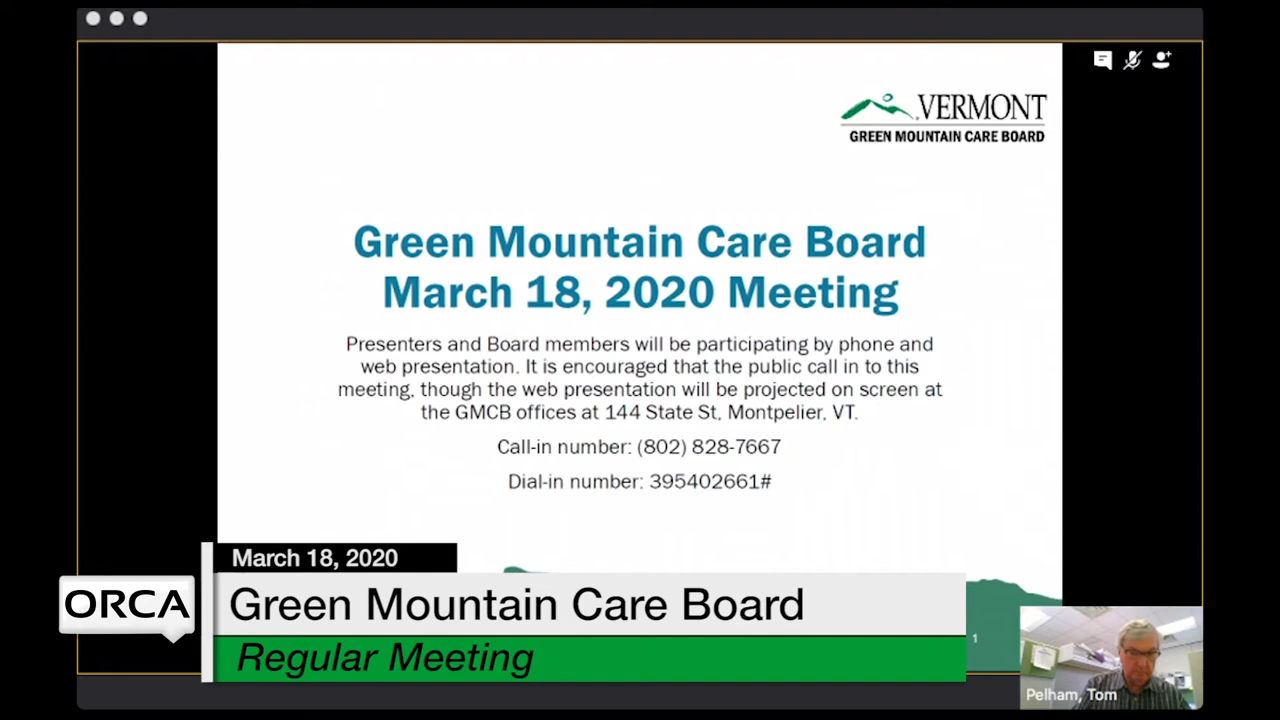 VERMONT
GREEN MOUNTAIN CARE BOARD
Green Mountain Care Board
March 18, 2020 Meeting
Presenters and Board members will be participating by phone and
web presentation. It is encouraged that the public call in to this
meeting, though the web presentation will be projected on screen at
the GMCB offices at 144 State St, Montpelier, VT.
Call-in number: (802) 828-7667
Dial-in number: 395402661#
March 18, 2020
ORCA
Green Mountain Care Board
Regular Meeting
1
Pelham, Tom